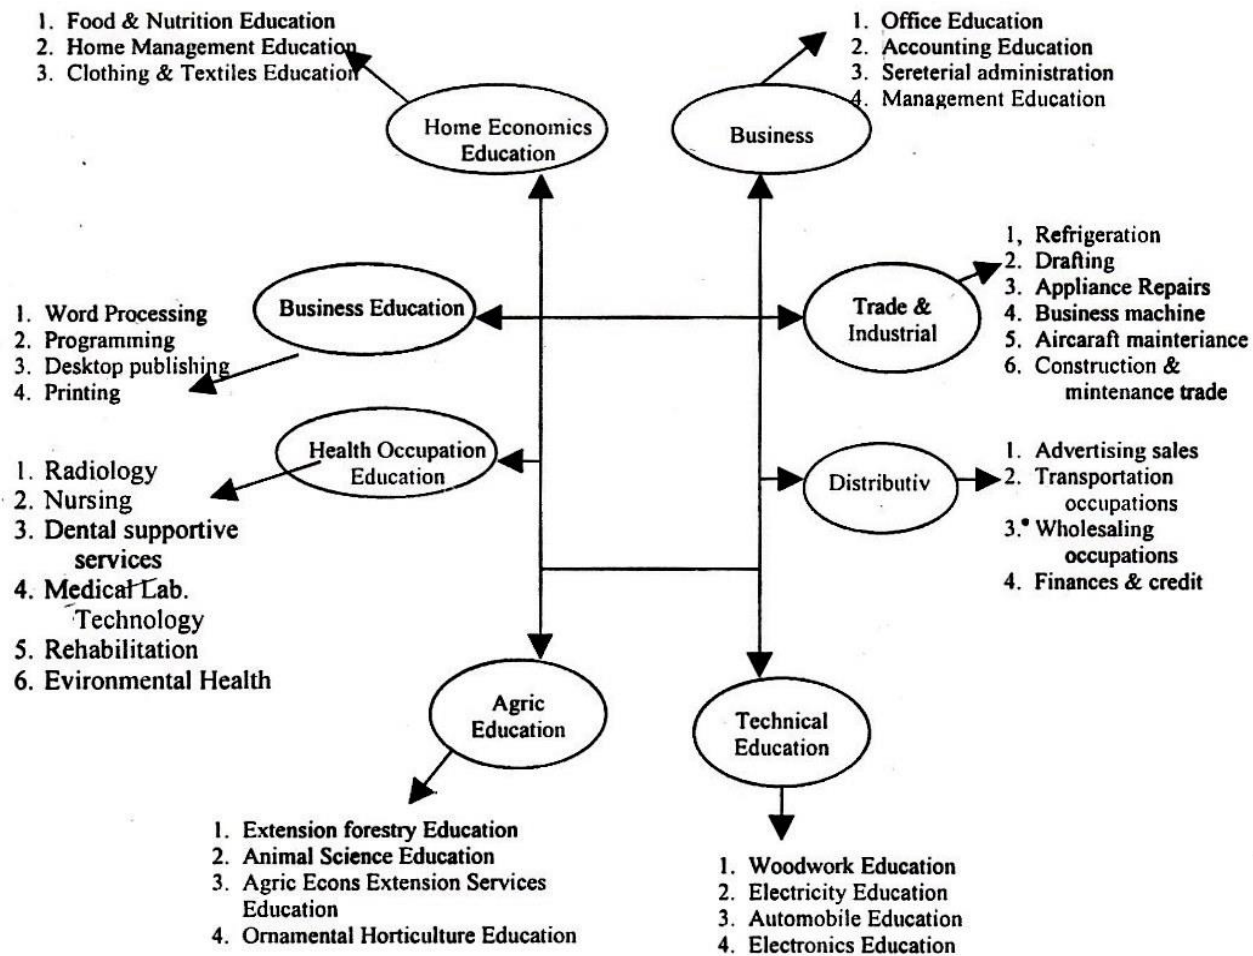 1. Food & Nutrition Education
2. Home Management Education
3. Clothing & Textiles Education
Home Economics
Education
1. Office Education
2. Accounting Education
3. Sereterial administration
4. Management Education
Business
Business Education
1. Word Processing
2. Programming
3. Desktop publishing
4. Printing
Trade &
Industrial
1, Refrigeration
2. Drafting
3. Appliance Repairs
4. Business machine
5. Aircaraft mainteriance
6. Construction &
mintenance trade
Health Occupation
Education
1. Radiology
2. Nursing
3. Dental supportive
services
4. Medical Lab.
Technology
5. Rehabilitation
6. Evironmental Health
Distributiv
1. Advertising sales
2. Transportation
occupations
3. Wholesaling
occupations
4. Finances & credit
Agric
Education
1. Extension forestry Education
2. Animal Science Education
3. Agric Econs Extension Services
Education
4. Ornamental Horticulture Education
Technical
Education
1. Woodwork Education
2. Electricity Education
3. Automobile Education
4. Electronics Education